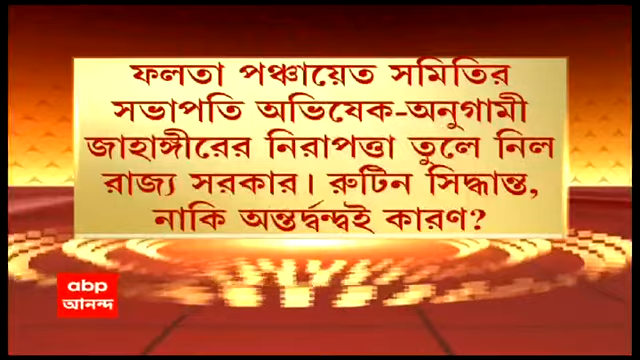 ফলতা পঞ্চায়েত সমিতির
সভাপতি অভিষেক-অনুগামী
জাহাঙ্গীরের নিরাপত্তা তুলে নিল
রাজ্য সরকার। রুটিন সিদ্ধান্ত,
নাকি অন্তর্দ্বন্দ্বই কারণ?
abp
আনন্দ